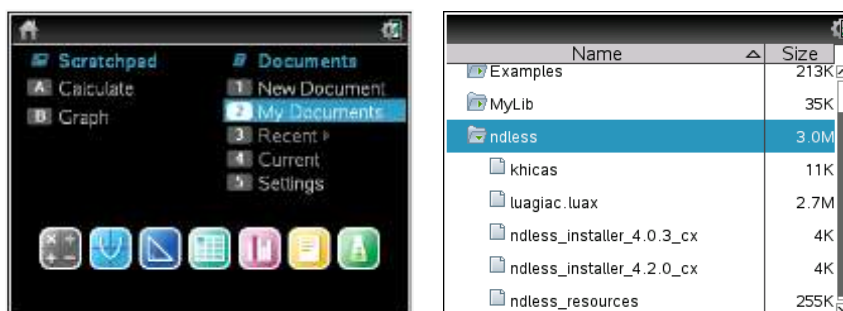 Scratchpad
A Calculate
B Graph
Documents
1 New Document
2 My Documents
3 Recent
4 Current
5 Settings
Name Size
Examples 213K
MyLib 35K
ndless 3.0M
khicas 11K
luagiac.luax 2.7M
ndless_installer_4.0.3_cx 4K
ndless_installer_4.2.0_cx 4K
ndless_resources 255K